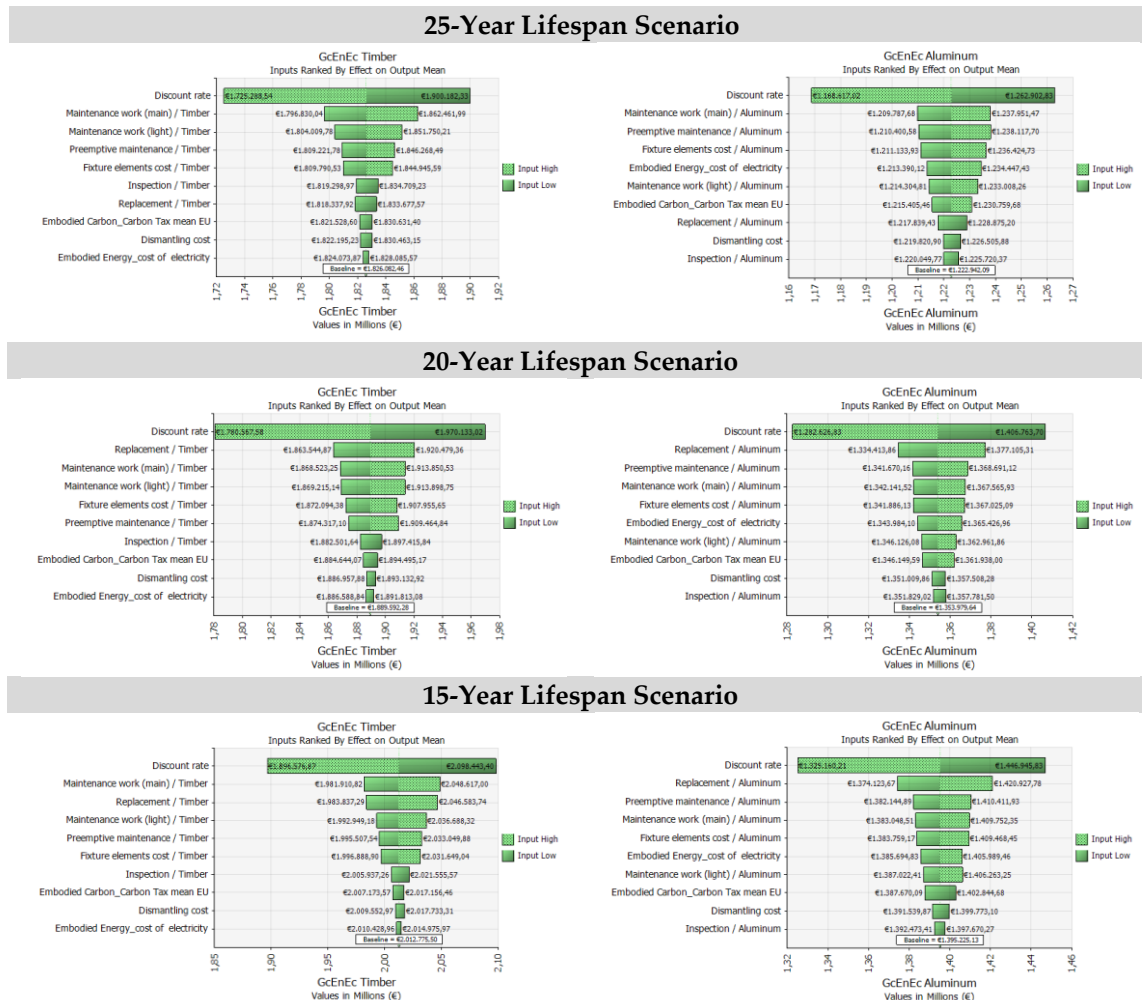 25-Year Lifespan Scenario
GcEnEc Timber
Inputs Ranked By Effect on Output Mean
Discount rate €1.725.288,54 €1.900.182,33
Maintenance work (main) / Timber €1.796.830,04 €1.862.461,99
Maintenance work (light) / Timber €1.804.009,78 €1.851.750,21
Preemptive maintenance / Timber €1.809.221,78 €1.846.268,49
Fixture elements cost / Timber €1.809.790,53 €1.844.945,59
Inspection / Timber €1.819.298,97 €1.834.709,23
Replacement / Timber €1.818.337,92 €1.833.677,57
Embodied Carbon_Carbon Tax mean EU €1.821.528,60 €1.830.631,40
Dismantling cost €1.822.195,23 €1.830.463,15
Embodied Energy_cost of electricity €1.824.073,87 €1.828.085,57
Baseline = €1.826.082,46
Input High
Input Low
1,72 1,74 1,76 1,78 1,80 1,82 1,84 1,86 1,88 1,90 1,92
GcEnEc Timber
Values in Millions (€)
GcEnEc Aluminum
Inputs Ranked By Effect on Output Mean
Discount rate €1.168.617,02 €1.262.902,83
Maintenance work (main) / Aluminum €1.209.787,68 €1.237.951,47
Preemptive maintenance / Aluminum €1.210.400,58 €1.238.117,70
Fixture elements cost / Aluminum €1.211.133,93 €1.236.424,73
Embodied Energy_cost of electricity €1.213.390,12 €1.234.447,43
Maintenance work (light) / Aluminum €1.214.304,81 €1.233.008,26
Embodied Carbon_Carbon Tax mean EU €1.215.405,46 €1.230.759,68
Replacement / Aluminum €1.217.839,43 €1.228.875,20
Dismantling cost €1.219.820,90 €1.226.505,88
Inspection / Aluminum €1.220.049,77 €1.225.720,37
Baseline = €1.222.942,09
Input High
Input Low
1,16 1,17 1,18 1,19 1,20 1,21 1,22 1,23 1,24 1,25 1,26 1,27
GcEnEc Aluminum
Values in Millions (€)
20-Year Lifespan Scenario
GcEnEc Timber
Inputs Ranked By Effect on Output Mean
Discount rate €1.780.567,58 €1.970.133,02
Replacement / Timber €1.863.544,87 €1.920.479,36
Maintenance work (main) / Timber €1.868.523,25 €1.913.850,53
Maintenance work (light) / Timber €1.869.215,14 €1.913.898,75
Fixture elements cost / Timber €1.872.094,38 €1.907.955,65
Preemptive maintenance / Timber €1.874.317,10 €1.909.464,84
Inspection / Timber €1.882.501,64 €1.897.415,84
Embodied Carbon_Carbon Tax mean EU €1.884.644,07 €1.894.495,17
Dismantling cost €1.886.957,88 €1.893.132,92
Embodied Energy_cost of electricity €1.886.588,84 €1.891.813,08
Baseline = €1.889.592,28
Input High
Input Low
1,78 1,80 1,82 1,84 1,86 1,88 1,90 1,92 1,94 1,96 1,98
GcEnEc Timber
Values in Millions (€)
GcEnEc Aluminum
Inputs Ranked By Effect on Output Mean
Discount rate €1.282.626,83 €1.406.763,70
Replacement / Aluminum €1.334.413,86 €1.377.105,31
Preemptive maintenance / Aluminum €1.341.670,16 €1.368.691,12
Maintenance work (main) / Aluminum €1.342.141,52 €1.367.565,93
Fixture elements cost / Aluminum €1.341.886,13 €1.367.025,09
Embodied Energy_cost of electricity €1.343.984,10 €1.365.426,96
Maintenance work (light) / Aluminum €1.346.126,08 €1.362.961,86
Embodied Carbon_Carbon Tax mean EU €1.346.149,59 €1.361.938,00
Dismantling cost €1.351.009,86 €1.357.508,28
Inspection / Aluminum €1.351.829,02 €1.357.781,50
Baseline = €1.353.979,64
Input High
Input Low
1,28 1,30 1,32 1,34 1,36 1,38 1,40 1,42
GcEnEc Aluminum
Values in Millions (€)
15-Year Lifespan Scenario
GcEnEc Timber
Inputs Ranked By Effect on Output Mean
Discount rate €1.896.576,87 €2.098.443,40
Maintenance work (main) / Timber €1.981.910,82 €2.048.617,00
Replacement / Timber €1.983.837,29 €2.046.583,74
Maintenance work (light) / Timber €1.992.949,18 €2.036.688,32
Preemptive maintenance / Timber €1.995.507,54 €2.033.049,88
Fixture elements cost / Timber €1.996.888,90 €2.031.649,04
Inspection / Timber €2.005.937,26 €2.021.555,57
Embodied Carbon_Carbon Tax mean EU €2.007.173,57 €2.017.156,46
Dismantling cost €2.009.552,97 €2.017.733,31
Embodied Energy_cost of electricity €2.010.428,96 €2.014.975,97
Baseline = €2.012.775,50
Input High
Input Low
1,85 1,90 1,95 2,00 2,05 2,10
GcEnEc Timber
Values in Millions (€)
GcEnEc Aluminum
Inputs Ranked By Effect on Output Mean
Discount rate €1.325.160,21 €1.446.945,83
Replacement / Aluminum €1.374.123,67 €1.420.927,78
Preemptive maintenance / Aluminum €1.382.144,89 €1.410.411,93
Maintenance work (main) / Aluminum €1.383.048,51 €1.409.752,35
Fixture elements cost / Aluminum €1.383.759,17 €1.409.468,45
Embodied Energy_cost of electricity €1.385.694,83 €1.405.989,46
Maintenance work (light) / Aluminum €1.387.022,41 €1.406.263,25
Embodied Carbon_Carbon Tax mean EU €1.387.670,09 €1.402.844,68
Dismantling cost €1.391.539,87 €1.399.773,10
Inspection / Aluminum €1.392.473,41 €1.397.670,27
Baseline = €1.395.225,13
Input High
Input Low
1,32 1,34 1,36 1,38 1,40 1,42 1,44 1,46
GcEnEc Aluminum
Values in Millions (€)